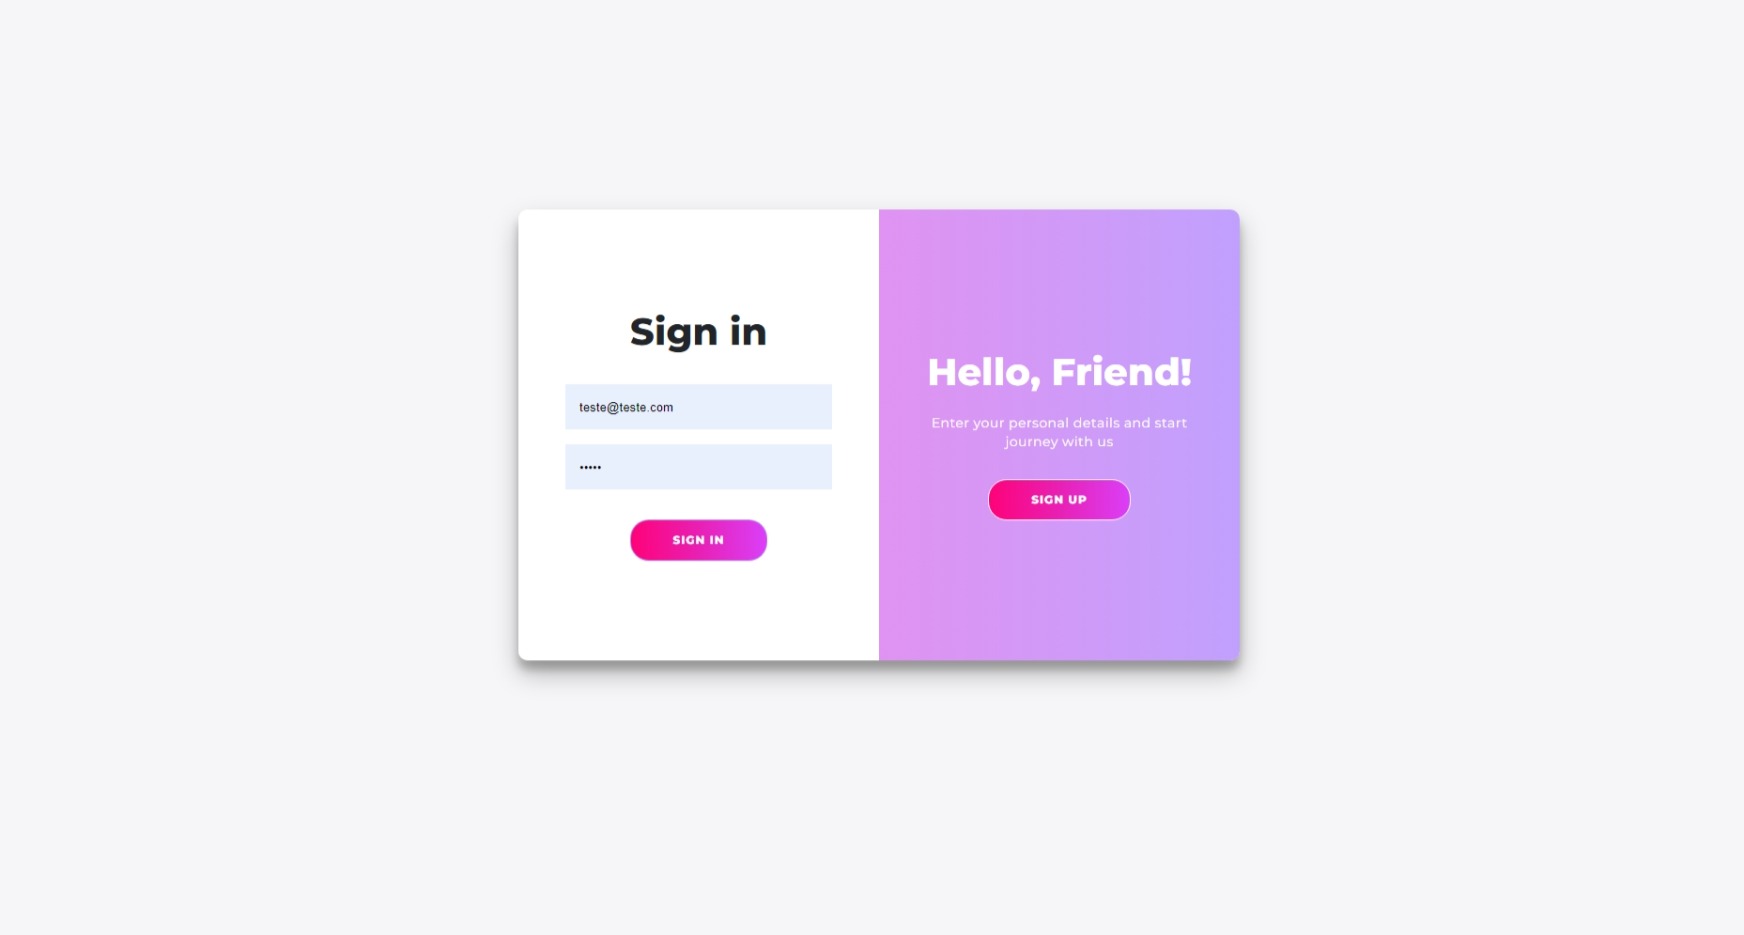 Sign in
teste@teste.com
•••••
SIGN IN
Hello, Friend!
Enter your personal details and start
journey with us
SIGN UP